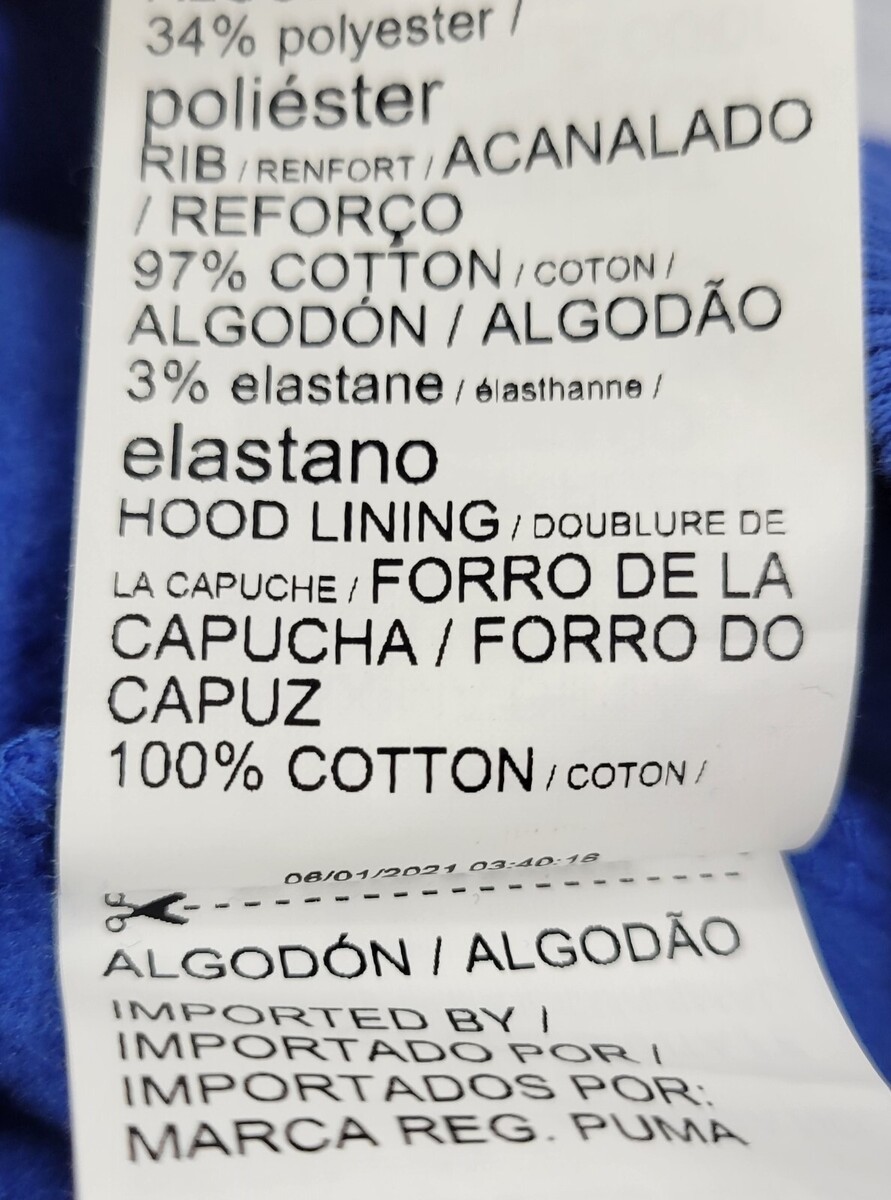 34% polyester /
poliéster
RIB / RENFORT / ACANALADO
/ REFORÇO
97% COTTON / COTON /
ALGODÓN / ALGODÃO
3% elastane / élasthanne /
elastano
HOOD LINING / DOUBLURE DE
LA CAPUCHE / FORRO DE LA
CAPUCHA / FORRO DO
CAPUZ
100% COTTON / COTON /
06/01/2021 03:40:16
ALGODÓN / ALGODÃO
IMPORTED BY /
IMPORTADO POR /
IMPORTADOS POR:
MARCA REG. PUMA